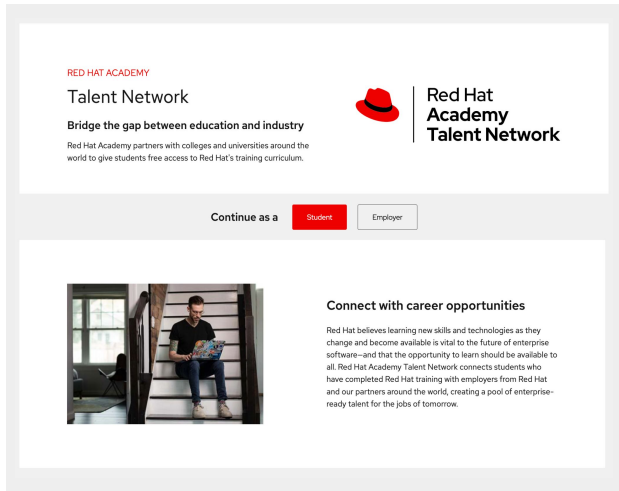 RED HAT ACADEMY
Talent Network
Bridge the gap between education and industry
Red Hat Academy partners with colleges and universities around the
world to give students free access to Red Hat's training curriculum.
Red Hat
Academy
Talent Network
Continue as a
Student
Employer
Connect with career opportunities
Red Hat believes learning new skills and technologies as they
change and become available is vital to the future of enterprise
software—and that the opportunity to learn should be available to
all. Red Hat Academy Talent Network connects students who
have completed Red Hat training with employers from Red Hat
and our partners around the world, creating a pool of enterprise-
ready talent for the jobs of tomorrow.